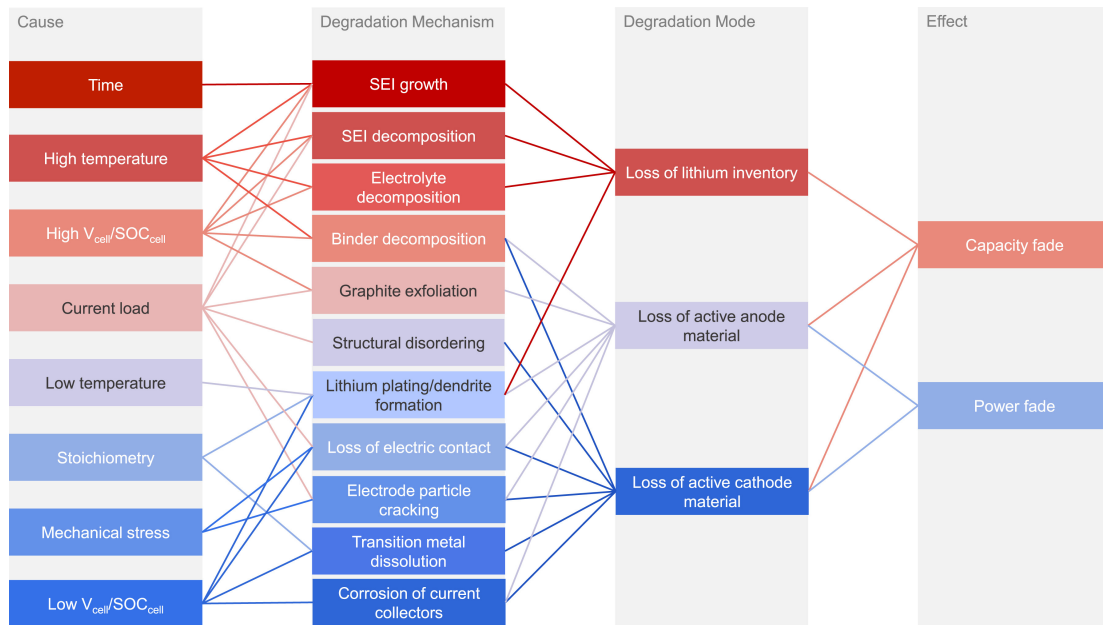 Cause
Time
High temperature
High Vcell/SOCcell
Current load
Low temperature
Stoichiometry
Mechanical stress
Low Vcell/SOCcell
Degradation Mechanism
SEI growth
SEI decomposition
Electrolyte
decomposition
Binder decomposition
Graphite exfoliation
Structural disordering
Lithium plating/dendrite
formation
Loss of electric contact
Electrode particle
cracking
Transition metal
dissolution
Corrosion of current
collectors
Degradation Mode
Loss of lithium inventory
Loss of active anode
material
Loss of active cathode
material
Effect
Capacity fade
Power fade